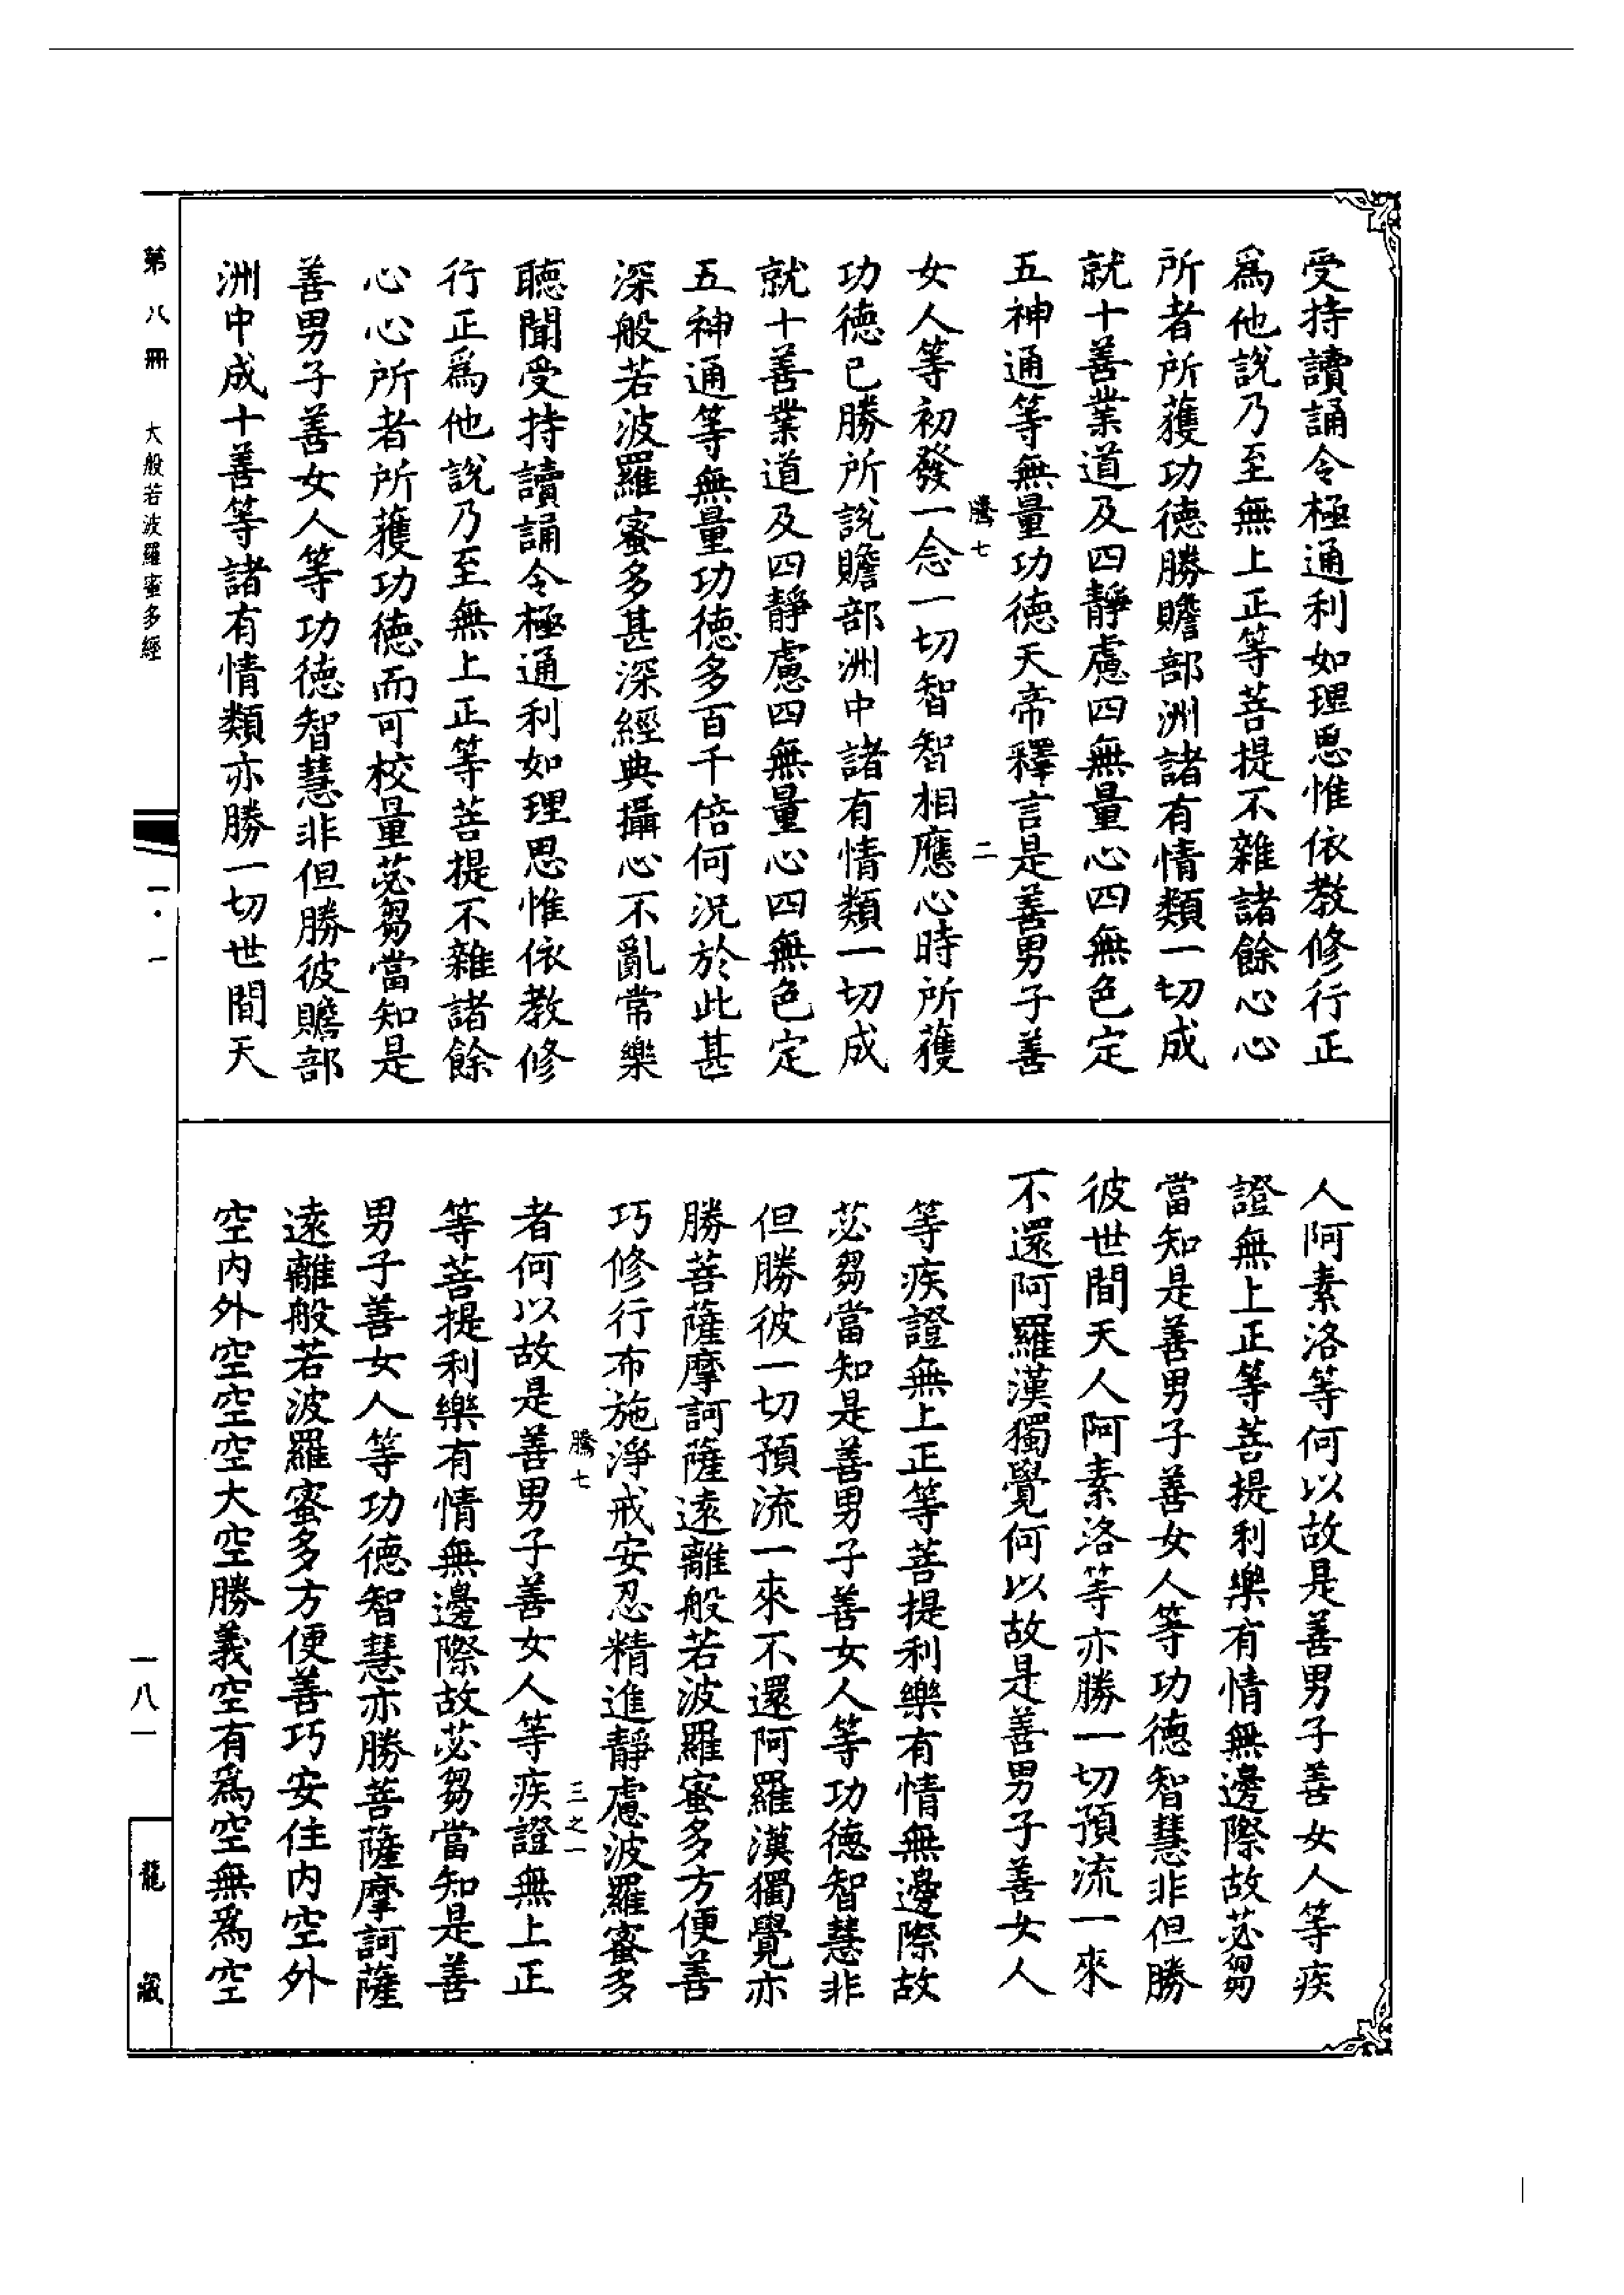 受持讀誦令極通利如理思惟依教修行正
爲他說乃至無上正等菩提不雜諸餘心心
所者所獲功德勝贍部洲諸有情類一切成
就十善業道及四靜慮四無量心四無色定
五神通等無量功德天帝釋言是善男子善
騰七 二
女人等初發一念一切智智相應心時所獲
功德已勝所說贍部洲中諸有情類一切成
就十善業道及四靜慮四無量心四無色定
五神通等無量功德多百千倍何況於此甚
深般若波羅蜜多甚深經典攝心不亂常樂
聽聞受持讀誦令極通利如理思惟依教修
行正爲他說乃至無上正等菩提不雜諸餘
心心所者所獲功德而可校量苾芻當知是
善男子善女人等功德智慧非但勝彼贍部
洲中成十善等諸有情類亦勝一切世間天
人阿素洛等何以故是善男子善女人等疾
證無上正等菩提利樂有情無邊際故苾芻
當知是善男子善女人等功德智慧非但勝
彼世間天人阿素洛等亦勝一切預流一來
不還阿羅漢獨覺何以故是善男子善女人
等疾證無上正等菩提利樂有情無邊際故
苾芻當知是善男子善女人等功德智慧非
但勝彼一切預流一來不還阿羅漢獨覺亦
勝菩薩摩訶薩遠離般若波羅蜜多方便善
巧修行布施淨戒安忍精進靜慮波羅蜜多
騰七 三之一
者何以故是善男子善女人等疾證無上正
等菩提利樂有情無邊際故苾芻當知是善
男子善女人等功德智慧亦勝菩薩摩訶薩
遠離般若波羅蜜多方便善巧安住內空外
空內外空空空大空勝義空有爲空無爲空
第八冊 大般若波羅蜜多經 一·一
一八一
龍藏